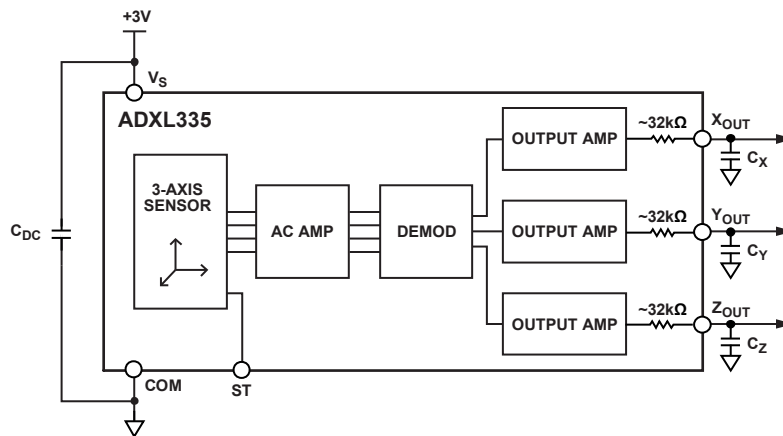 +3V
VS
ADXL335
3-AXIS
SENSOR
AC AMP
DEMOD
OUTPUT AMP
~32kΩ
XOUT
CX
OUTPUT AMP
~32kΩ
YOUT
CY
OUTPUT AMP
~32kΩ
ZOUT
CZ
CDC
COM
ST